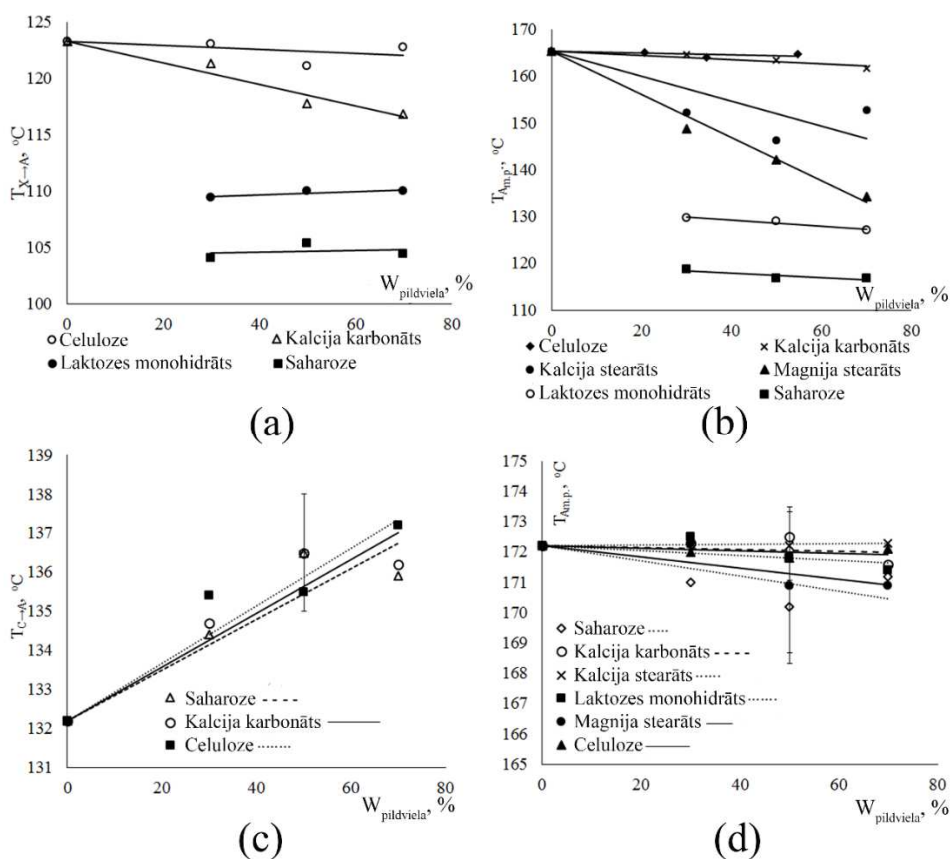 T_X→A, °C
125
120
115
110
105
100
0
20
40
60
80
W_pildviela, %
Celuloze
Kalcija karbonāts
Laktozes monohidrāts
Saharoze
(a)
T_Am.p., °C
170
160
150
140
130
120
110
0
20
40
60
80
W_pildviela, %
Celuloze
Kalcija karbonāts
Kalcija stearāts
Magnija stearāts
Laktozes monohidrāts
Saharoze
(b)
T_C→A, °C
139
138
137
136
135
134
133
132
131
0
20
40
60
80
W_pildviela, %
Saharoze
Kalcija karbonāts
Celuloze
(c)
T_Am.p., °C
175
174
173
172
171
170
169
168
167
166
165
0
20
40
60
80
W_pildviela, %
Saharoze
Kalcija karbonāts
Kalcija stearāts
Laktozes monohidrāts
Magnija stearāts
Celuloze
(d)